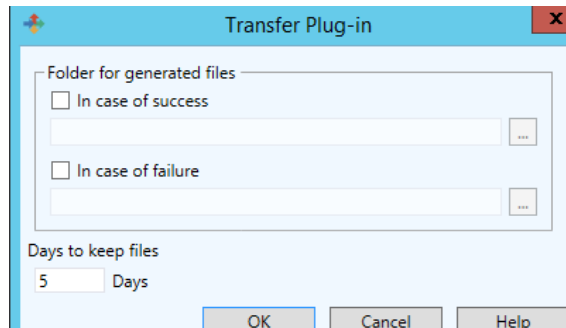 Transfer Plug-in
x
Folder for generated files
In case of success
...
In case of failure
...
Days to keep files
5 Days
OK Cancel Help